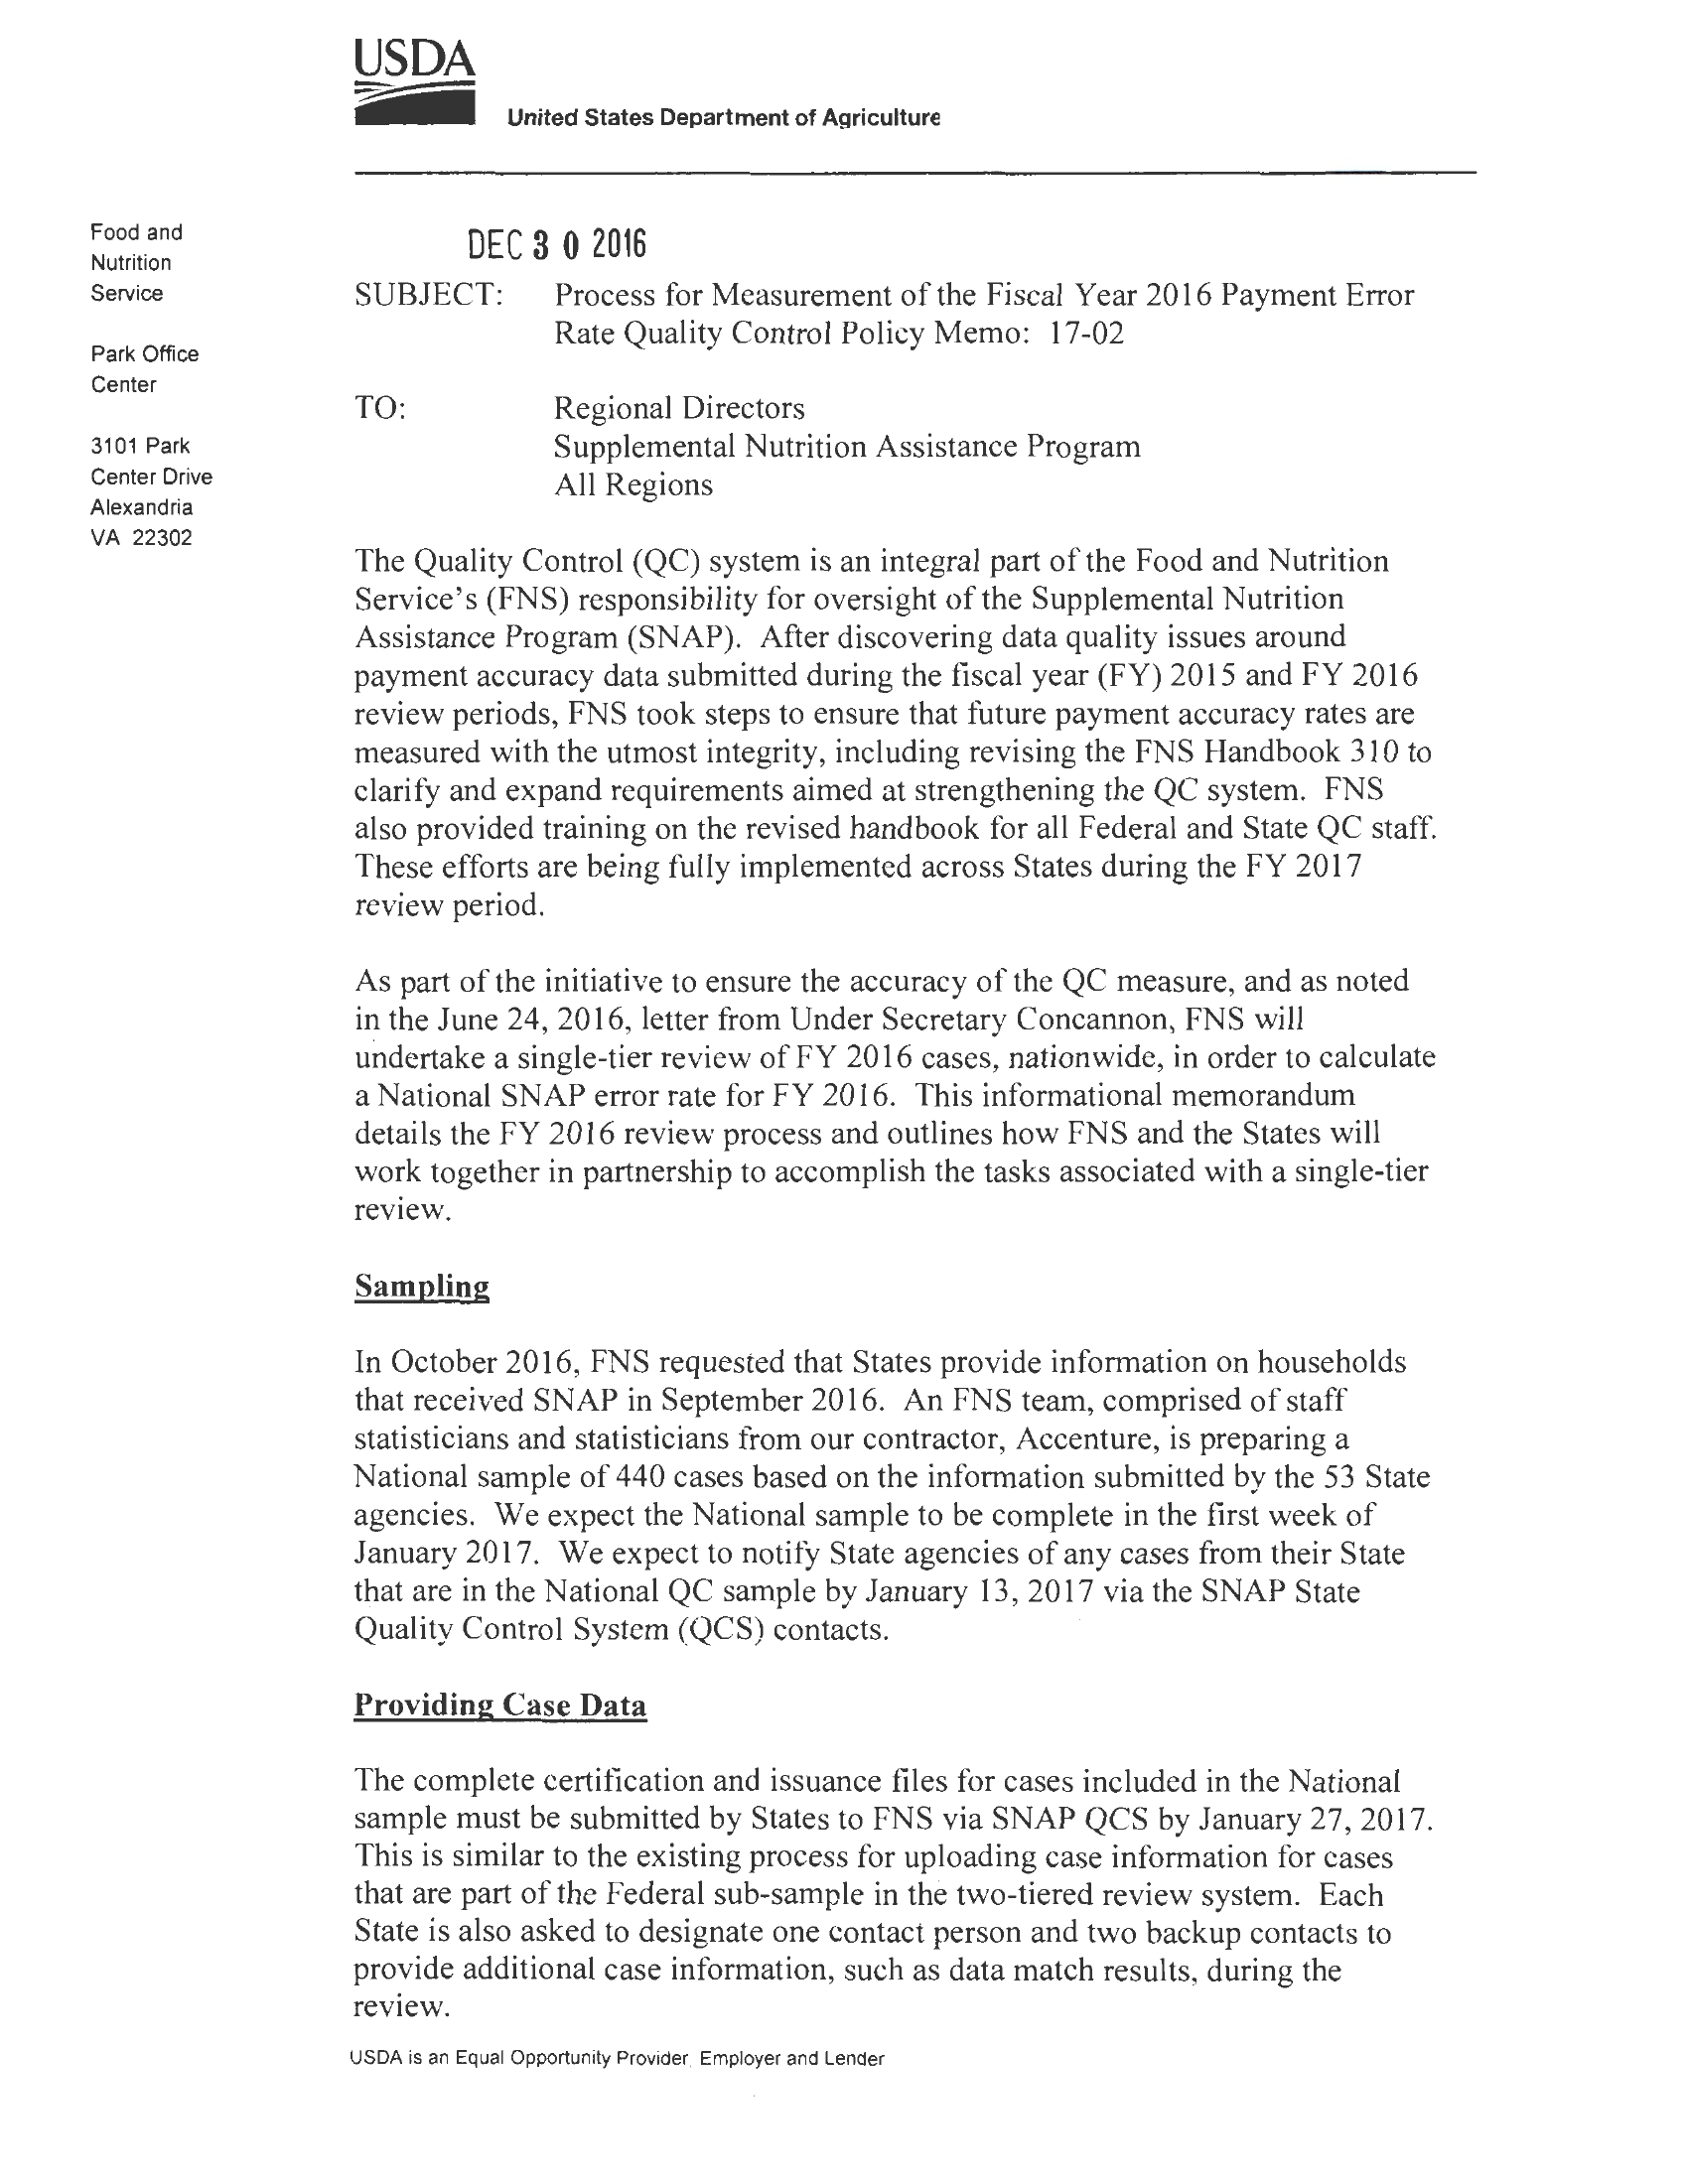 USDA
United States Department of Agriculture
Food and
Nutrition
Service
Park Office
Center
3101 Park
Center Drive
Alexandria
VA 22302
DEC 3 0 2016
SUBJECT: Process for Measurement of the Fiscal Year 2016 Payment Error
Rate Quality Control Policy Memo: 17-02
TO: Regional Directors
Supplemental Nutrition Assistance Program
All Regions
The Quality Control (QC) system is an integral part of the Food and Nutrition
Service's (FNS) responsibility for oversight of the Supplemental Nutrition
Assistance Program (SNAP). After discovering data quality issues around
payment accuracy data submitted during the fiscal year (FY) 2015 and FY 2016
review periods, FNS took steps to ensure that future payment accuracy rates are
measured with the utmost integrity, including revising the FNS Handbook 310 to
clarify and expand requirements aimed at strengthening the QC system. FNS
also provided training on the revised handbook for all Federal and State QC staff.
These efforts are being fully implemented across States during the FY 2017
review period.
As part of the initiative to ensure the accuracy of the QC measure, and as noted
in the June 24, 2016, letter from Under Secretary Concannon, FNS will
undertake a single-tier review of FY 2016 cases, nationwide, in order to calculate
a National SNAP error rate for FY 2016. This informational memorandum
details the FY 2016 review process and outlines how FNS and the States will
work together in partnership to accomplish the tasks associated with a single-tier
review.
Sampling
In October 2016, FNS requested that States provide information on households
that received SNAP in September 2016. An FNS team, comprised of staff
statisticians and statisticians from our contractor, Accenture, is preparing a
National sample of 440 cases based on the information submitted by the 53 State
agencies. We expect the National sample to be complete in the first week of
January 2017. We expect to notify State agencies of any cases from their State
that are in the National QC sample by January 13, 2017 via the SNAP State
Quality Control System (QCS) contacts.
Providing Case Data
The complete certification and issuance files for cases included in the National
sample must be submitted by States to FNS via SNAP QCS by January 27, 2017.
This is similar to the existing process for uploading case information for cases
that are part of the Federal sub-sample in the two-tiered review system. Each
State is also asked to designate one contact person and two backup contacts to
provide additional case information, such as data match results, during the
review.
USDA is an Equal Opportunity Provider, Employer and Lender